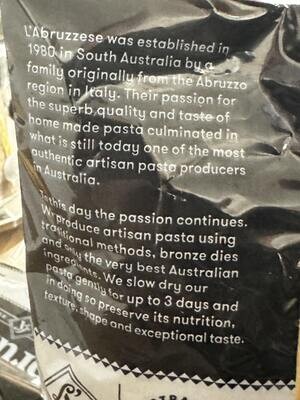 L'Abruzzese was established in
1980 in South Australia by a
family originally from the Abruzzo
region in Italy. Their passion for
the superb quality and taste of
home made pasta culminated in
what is still today one of the most
authentic artisan pasta producers
in Australia.
To this day the passion continues.
We produce artisan pasta using
traditional methods, bronze dies
and only the very best Australian
ingredients. We slow dry our
pasta gently for up to 3 days and
in doing so preserve its nutrition,
texture, shape and exceptional taste.